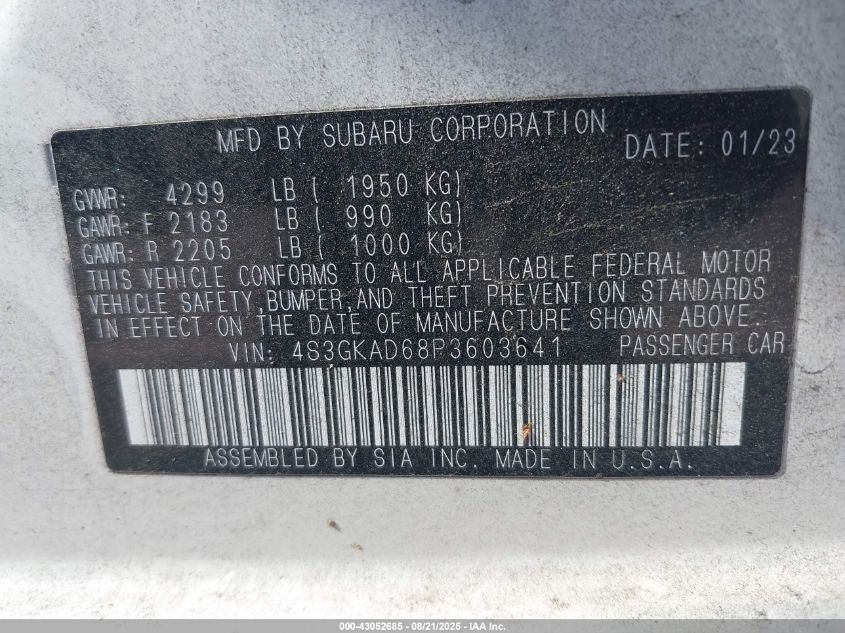 MFD BY SUBARU CORPORATION DATE: 01/23
GVWR: 4299 LB ( 1950 KG)
GAWR: F 2183 LB ( 990 KG)
GAWR: R 2205 LB ( 1000 KG)
THIS VEHICLE CONFORMS TO ALL APPLICABLE FEDERAL MOTOR
VEHICLE SAFETY,BUMPER,AND THEFT PREVENTION STANDARDS
IN EFFECT ON THE DATE OF MANUFACTURE SHOWN ABOVE.
VIN: 4S3GKAD68P3603641 PASSENGER CAR
ASSEMBLED BY SIA INC. MADE IN U.S.A.
000-43052685 - 08/21/2025 - IAA Inc.